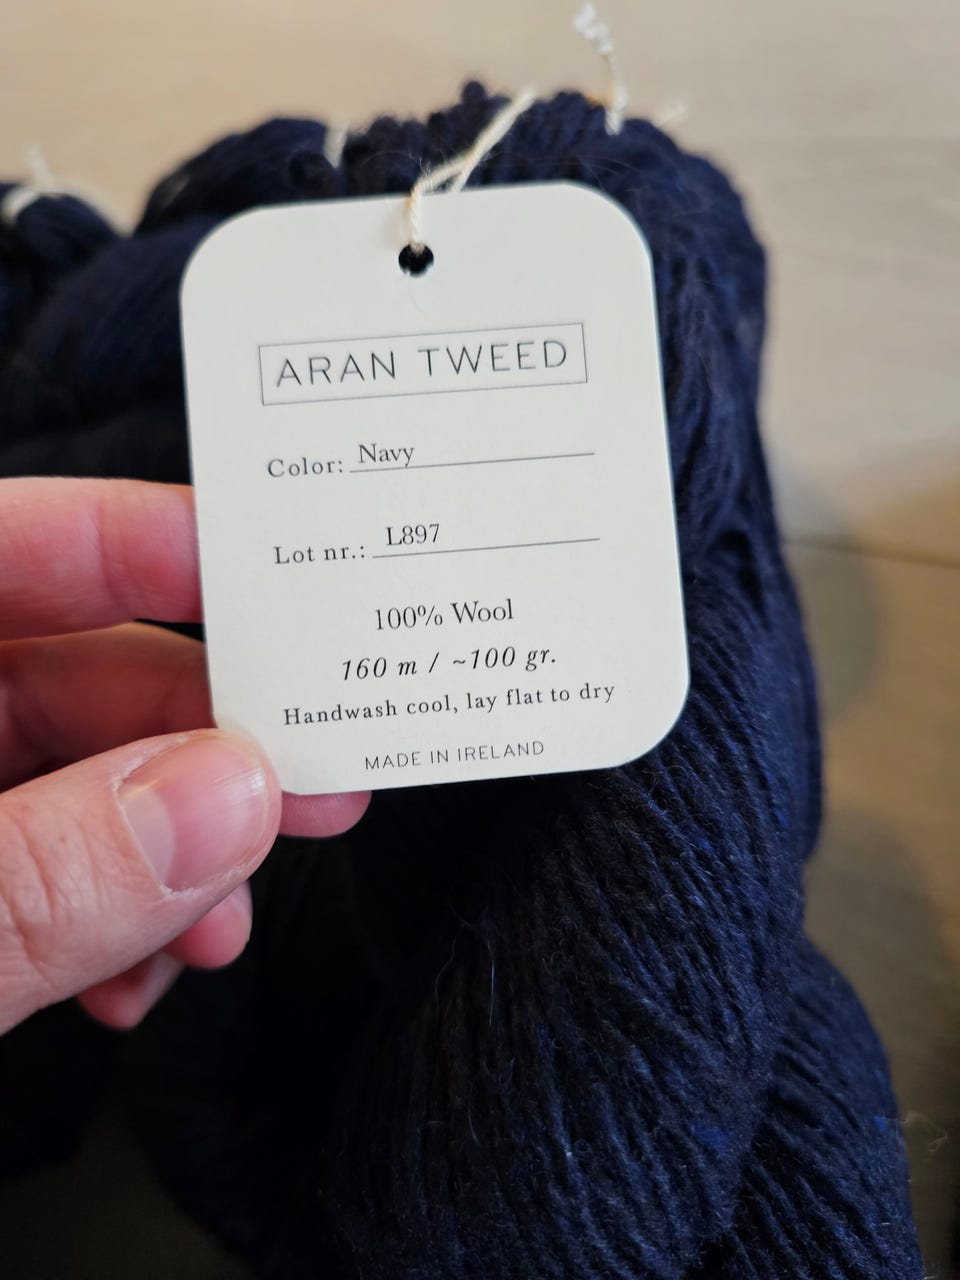 ARAN TWEED
Color: Navy
Lot nr.: L897
100% Wool
160 m / ~100 gr.
Handwash cool, lay flat to dry
MADE IN IRELAND